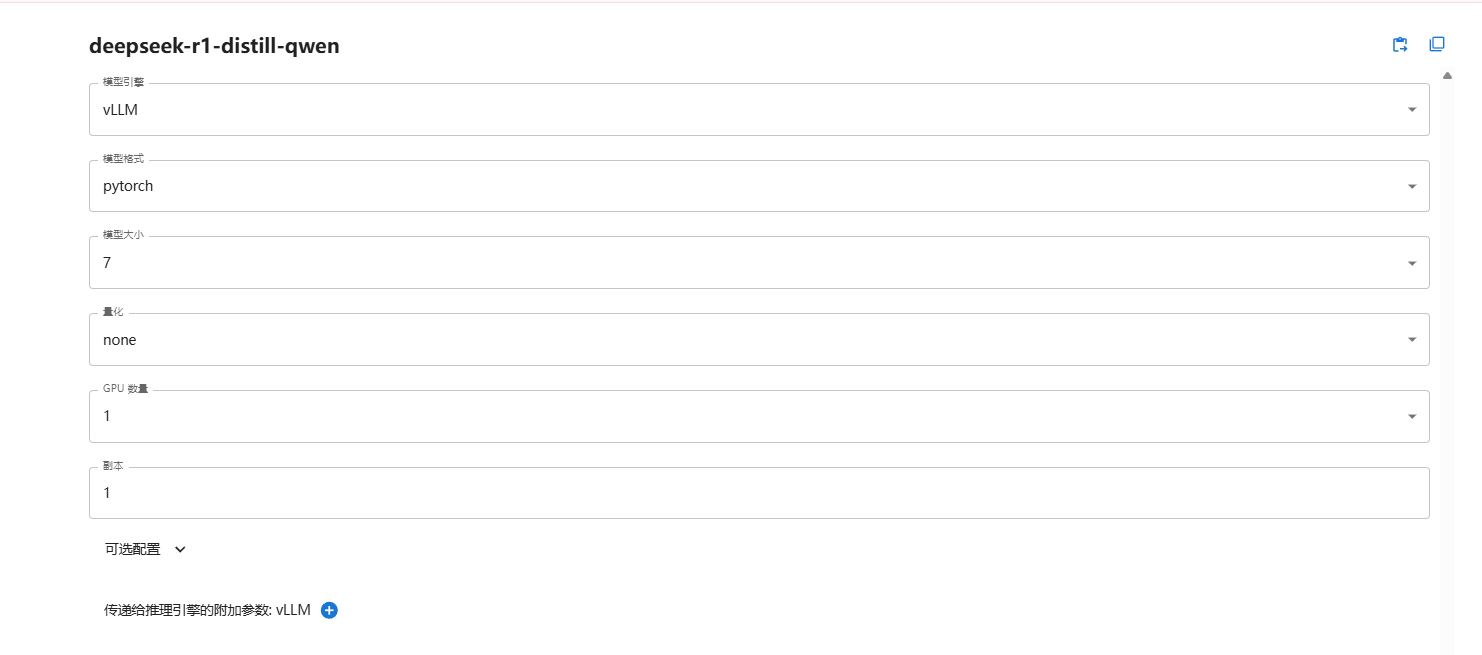 deepseek-r1-distill-qwen
模型引擎
vLLM
模型格式
pytorch
模型大小
7
量化
none
GPU 数量
1
副本
1
可选配置
传递给推理引擎的附加参数: vLLM